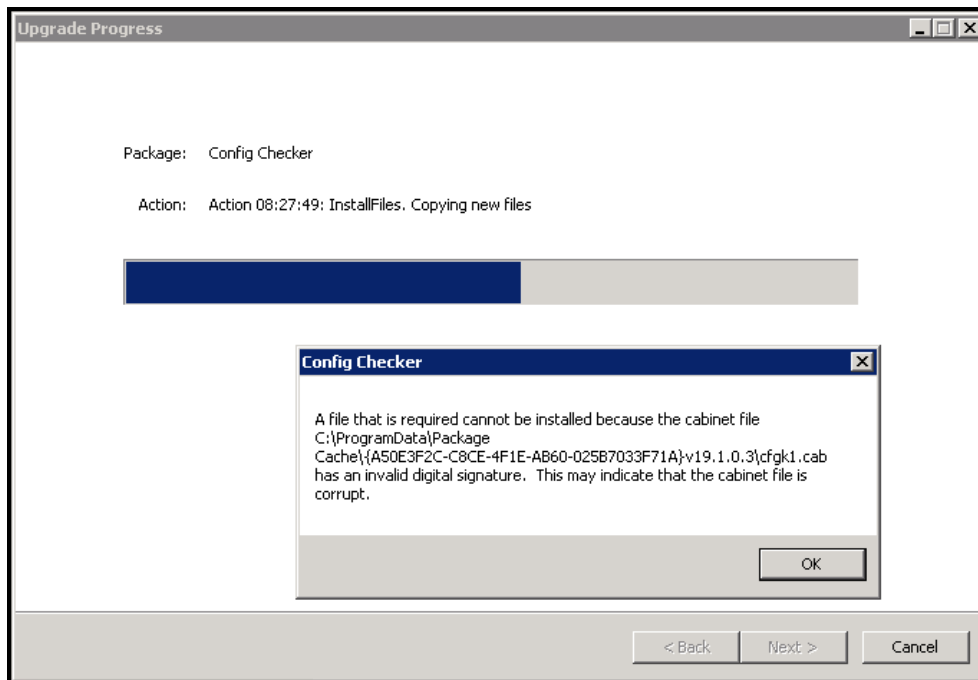 Upgrade Progress
Package: Config Checker
Action: Action 08:27:49: InstallFiles. Copying new files
Config Checker
A file that is required cannot be installed because the cabinet file
C:\ProgramData\Package
Cache\{A50E3F2C-C8CE-4F1E-AB60-025B7033F71A}v19.1.0.3\cfgk1.cab
has an invalid digital signature.  This may indicate that the cabinet file is
corrupt.
OK
< Back Next > Cancel